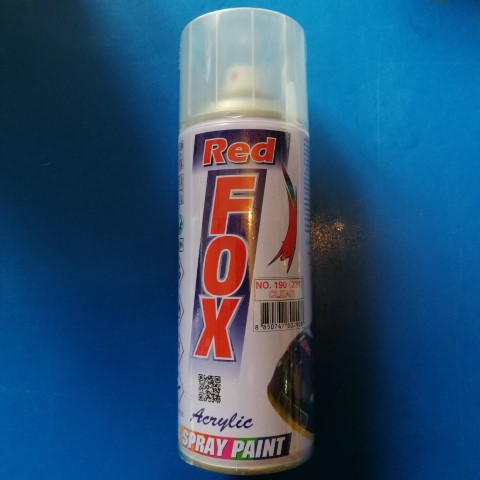 Red
FOX
NO. 190
CLEAR
Acrylic
SPRAY PAINT